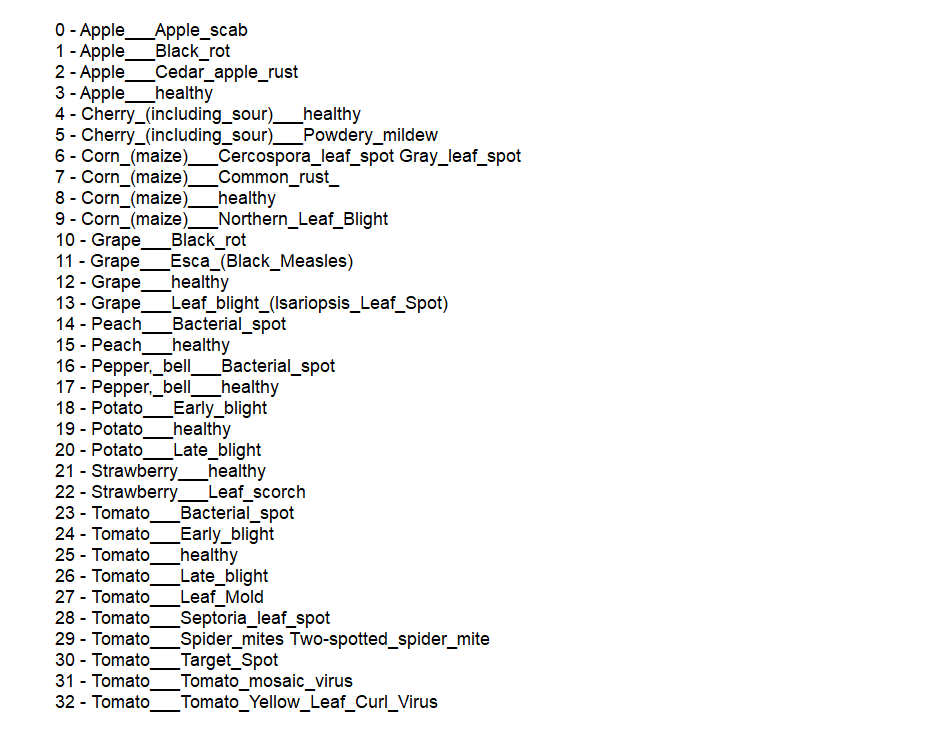 0 - Apple___Apple_scab
1 - Apple___Black_rot
2 - Apple___Cedar_apple_rust
3 - Apple___healthy
4 - Cherry_(including_sour)___healthy
5 - Cherry_(including_sour)___Powdery_mildew
6 - Corn_(maize)___Cercospora_leaf_spot Gray_leaf_spot
7 - Corn_(maize)___Common_rust_
8 - Corn_(maize)___healthy
9 - Corn_(maize)___Northern_Leaf_Blight
10 - Grape___Black_rot
11 - Grape___Esca_(Black_Measles)
12 - Grape___healthy
13 - Grape___Leaf_blight_(Isariopsis_Leaf_Spot)
14 - Peach___Bacterial_spot
15 - Peach___healthy
16 - Pepper,_bell___Bacterial_spot
17 - Pepper,_bell___healthy
18 - Potato___Early_blight
19 - Potato___healthy
20 - Potato___Late_blight
21 - Strawberry___healthy
22 - Strawberry___Leaf_scorch
23 - Tomato___Bacterial_spot
24 - Tomato___Early_blight
25 - Tomato___healthy
26 - Tomato___Late_blight
27 - Tomato___Leaf_Mold
28 - Tomato___Septoria_leaf_spot
29 - Tomato___Spider_mites Two-spotted_spider_mite
30 - Tomato___Target_Spot
31 - Tomato___Tomato_mosaic_virus
32 - Tomato___Tomato_Yellow_Leaf_Curl_Virus